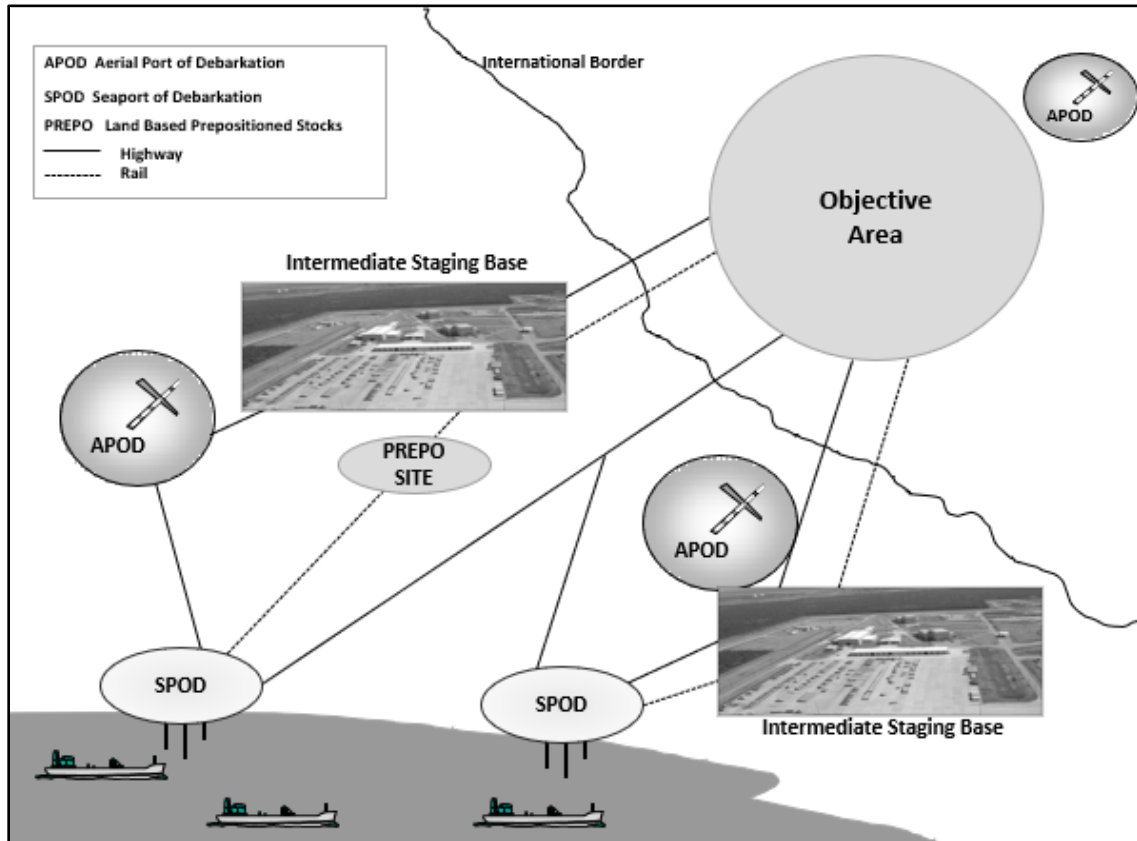 APOD Aerial Port of Debarkation
SPOD Seaport of Debarkation
PREPO Land Based Prepositioned Stocks
Highway
Rail
International Border
APOD
Objective
Area
Intermediate Staging Base
APOD
PREPO
SITE
APOD
SPOD
SPOD
Intermediate Staging Base